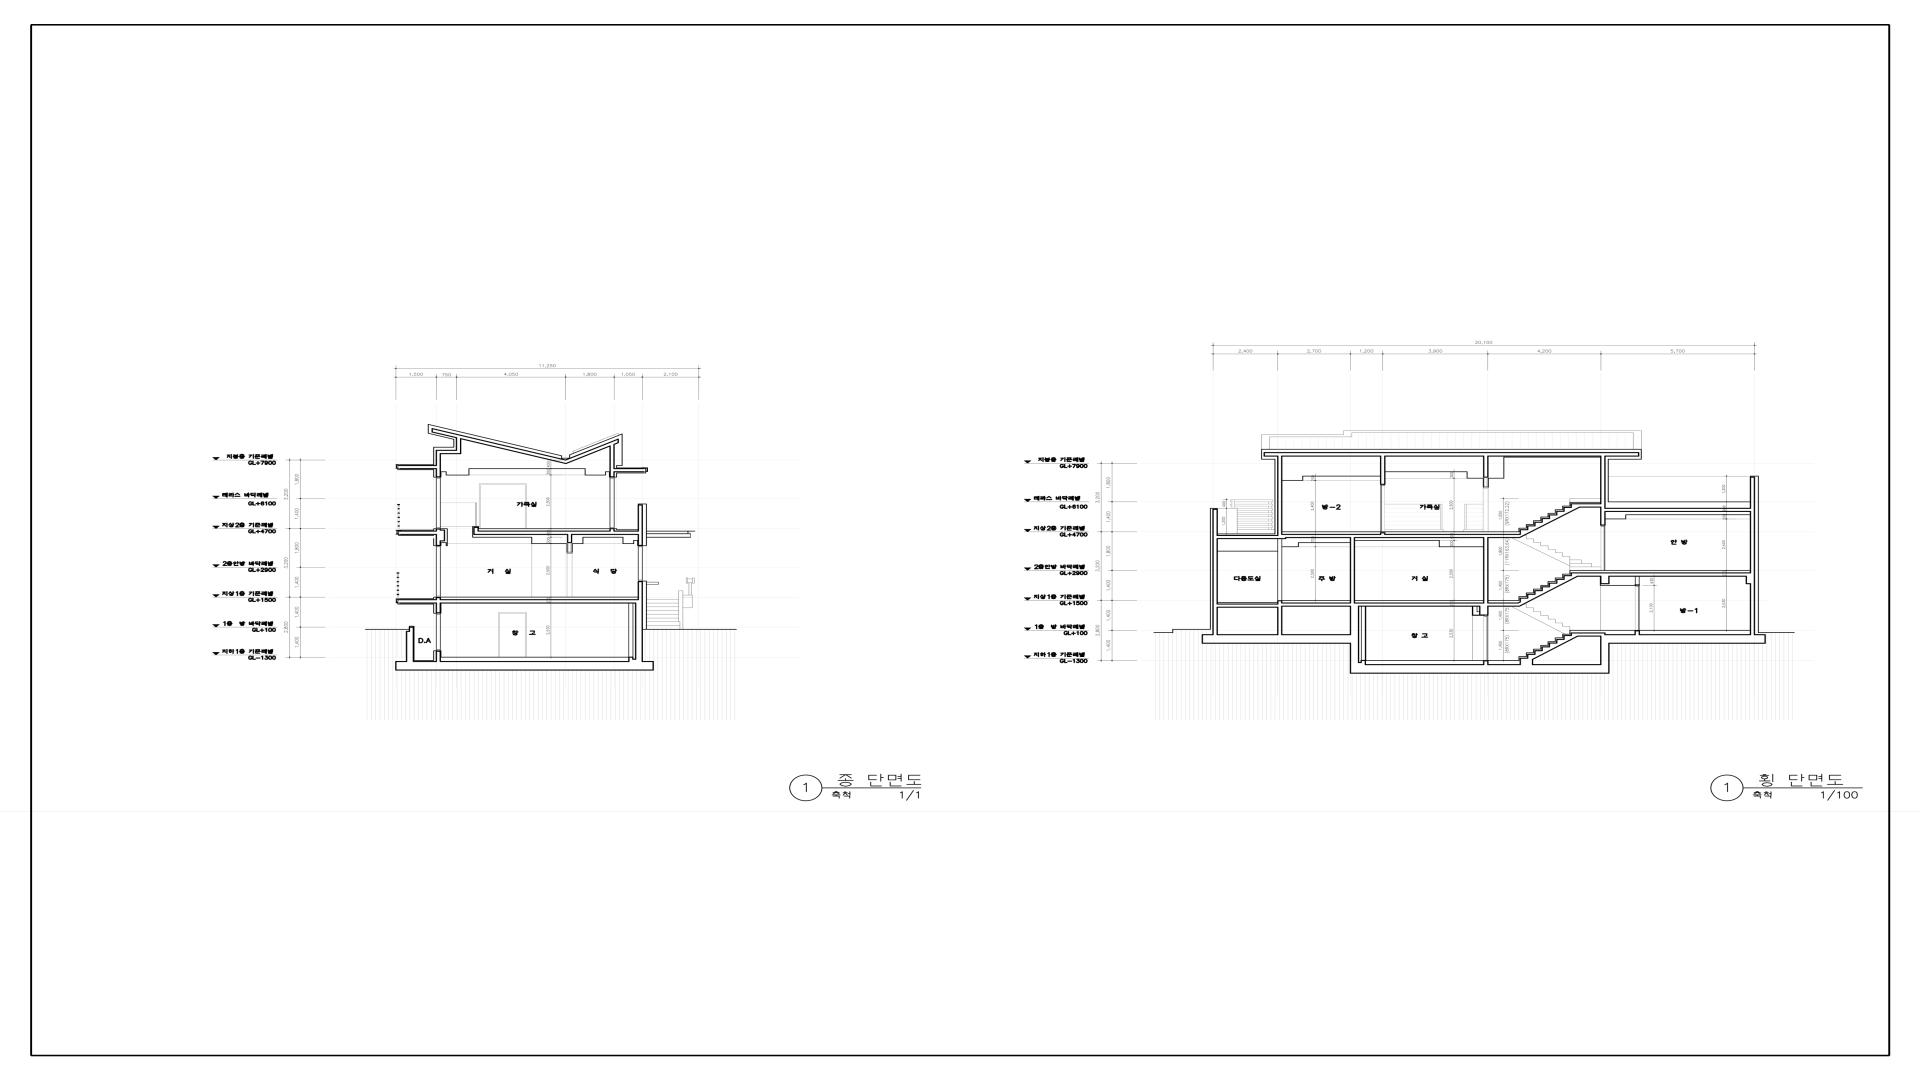 11,250
1,500 750 4,050 1,800 1,050 2,100
지붕층 기준레벨
GL+7900
테라스 바닥레벨
GL+6100
지상2층 기준레벨
GL+4700
2층안방 바닥레벨
GL+2900
지상1층 기준레벨
GL+1500
1층 방 바닥레벨
GL+100
지하1층 기준레벨
GL-1300
가족실
거 실
식 당
D.A
창 고
1
종 단면도
축척 1/1
20,100
2,400 2,700 1,200 3,900 4,200 5,700
지붕층 기준레벨
GL+7900
테라스 바닥레벨
GL+6100
지상2층 기준레벨
GL+4700
2층안방 바닥레벨
GL+2900
지상1층 기준레벨
GL+1500
1층 방 바닥레벨
GL+100
지하1층 기준레벨
GL-1300
방-2
가족실
안 방
다용도실
주 방
거 실
방-1
창 고
1
횡 단면도
축척 1/100